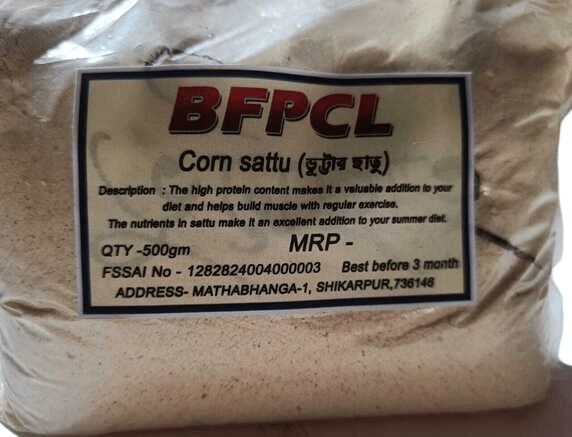 BFPCL
Corn sattu (ভুট্টার ছাতু)
Description : The high protein content makes it a valuable addition to your
diet and helps build muscle with regular exercise.
The nutrients in sattu make it an excellent addition to your summer diet.
QTY -500gm MRP -
FSSAI No - 1282824004000003 Best before 3 month
ADDRESS- MATHABHANGA-1, SHIKARPUR,736146